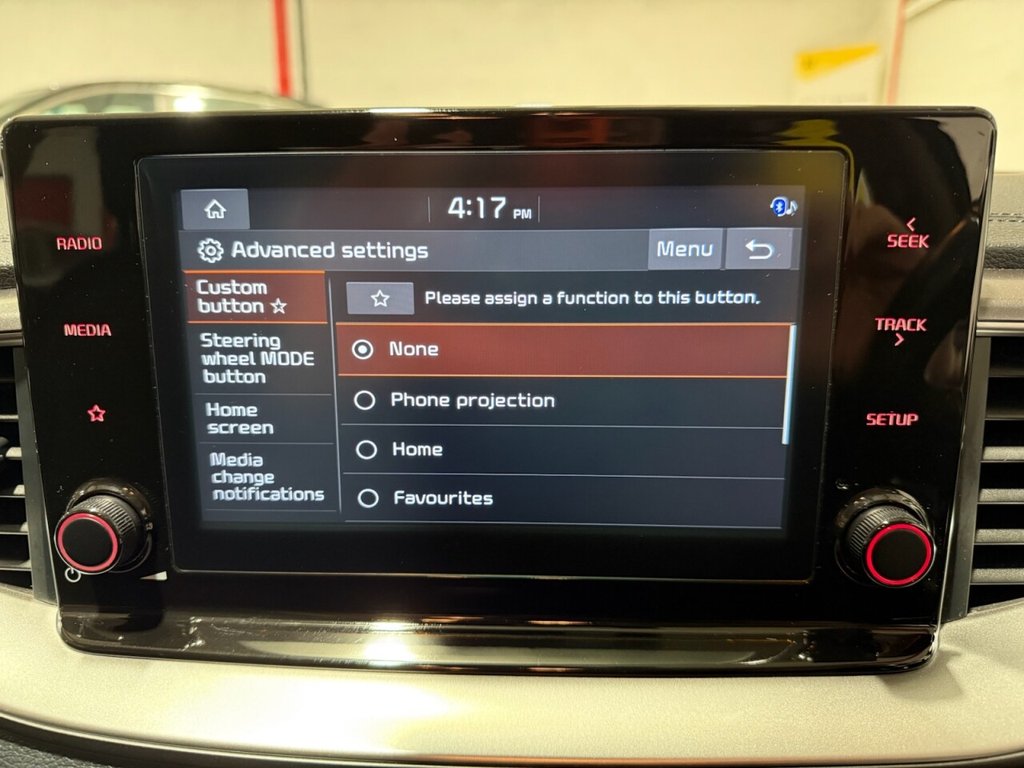 4:17 PM
Advanced settings
Menu
Custom
button ☆
Please assign a function to this button.
Steering
wheel MODE
button
Home
screen
Media
change
notifications
None
Phone projection
Home
Favourites
RADIO
MEDIA
SEEK
TRACK
SETUP